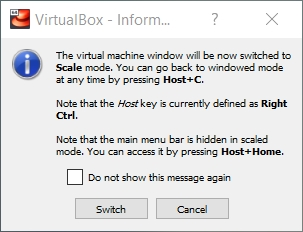 VirtualBox - Inform...
The virtual machine window will be now switched to
Scale mode. You can go back to windowed mode
at any time by pressing Host+C.
Note that the Host key is currently defined as Right
Ctrl.
Note that the main menu bar is hidden in scaled
mode. You can access it by pressing Host+Home.
Do not show this message again
Switch Cancel